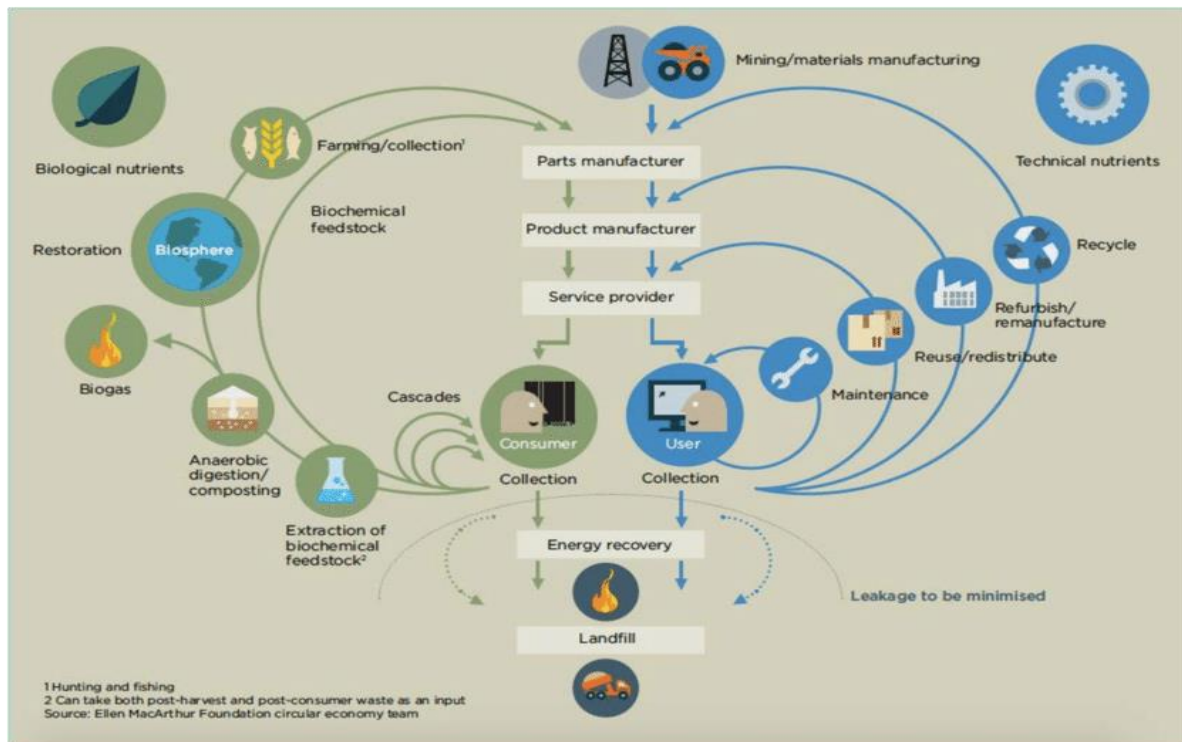 Mining/materials manufacturing
Biological nutrients
Farming/collection¹
Parts manufacturer
Technical nutrients
Biochemical
feedstock
Product manufacturer
Restoration
Biosphere
Recycle
Service provider
Refurbish/
remanufacture
Reuse/redistribute
Biogas
Cascades
Maintenance
Consumer
User
Anaerobic
digestion/
composting
Collection
Collection
Extraction of
biochemical
feedstock²
Energy recovery
Leakage to be minimised
Landfill
1 Hunting and fishing
2 Can take both post-harvest and post-consumer waste as an input
Source: Ellen MacArthur Foundation circular economy team